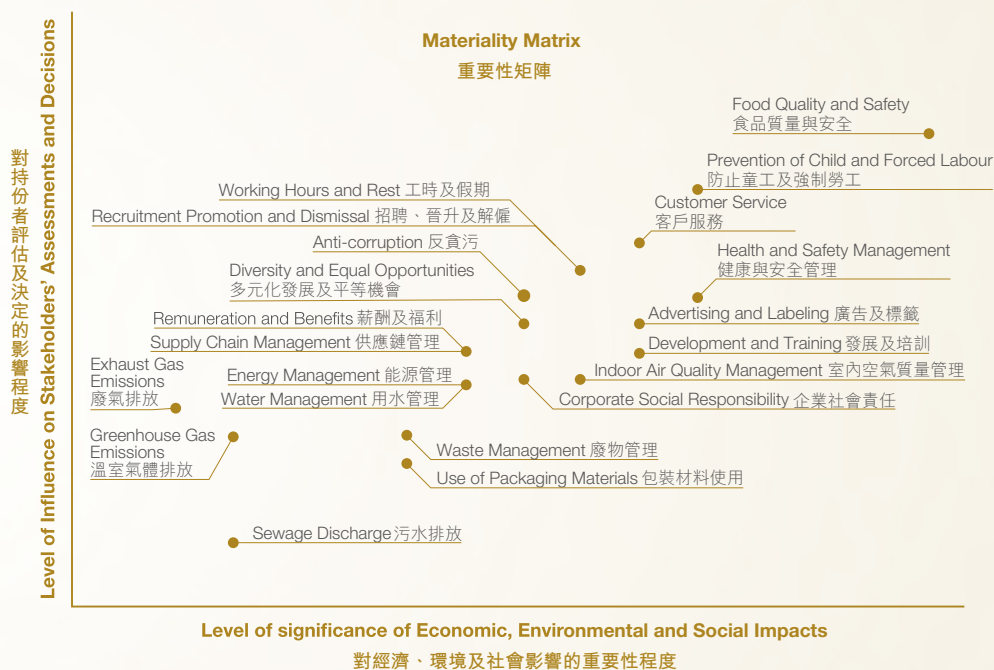 Materiality Matrix
重要性矩陣
對持份者評估及決定的影響程度
Level of Influence on Stakeholders' Assessments and Decisions
Food Quality and Safety
食品質量與安全
Prevention of Child and Forced Labour
防止童工及強制勞工
Working Hours and Rest 工時及假期
Customer Service
客戶服務
Recruitment Promotion and Dismissal 招聘、晉升及解僱
Anti-corruption 反貪污
Health and Safety Management
健康與安全管理
Diversity and Equal Opportunities
多元化發展及平等機會
Remuneration and Benefits 薪酬及福利
Advertising and Labeling 廣告及標籤
Supply Chain Management 供應鏈管理
Development and Training 發展及培訓
Exhaust Gas
Emissions
廢氣排放
Energy Management 能源管理
Indoor Air Quality Management 室內空氣質量管理
Water Management 用水管理
Corporate Social Responsibility 企業社會責任
Greenhouse Gas
Emissions
溫室氣體排放
Waste Management 廢物管理
Use of Packaging Materials 包裝材料使用
Sewage Discharge 污水排放
Level of significance of Economic, Environmental and Social Impacts
對經濟、環境及社會影響的重要性程度